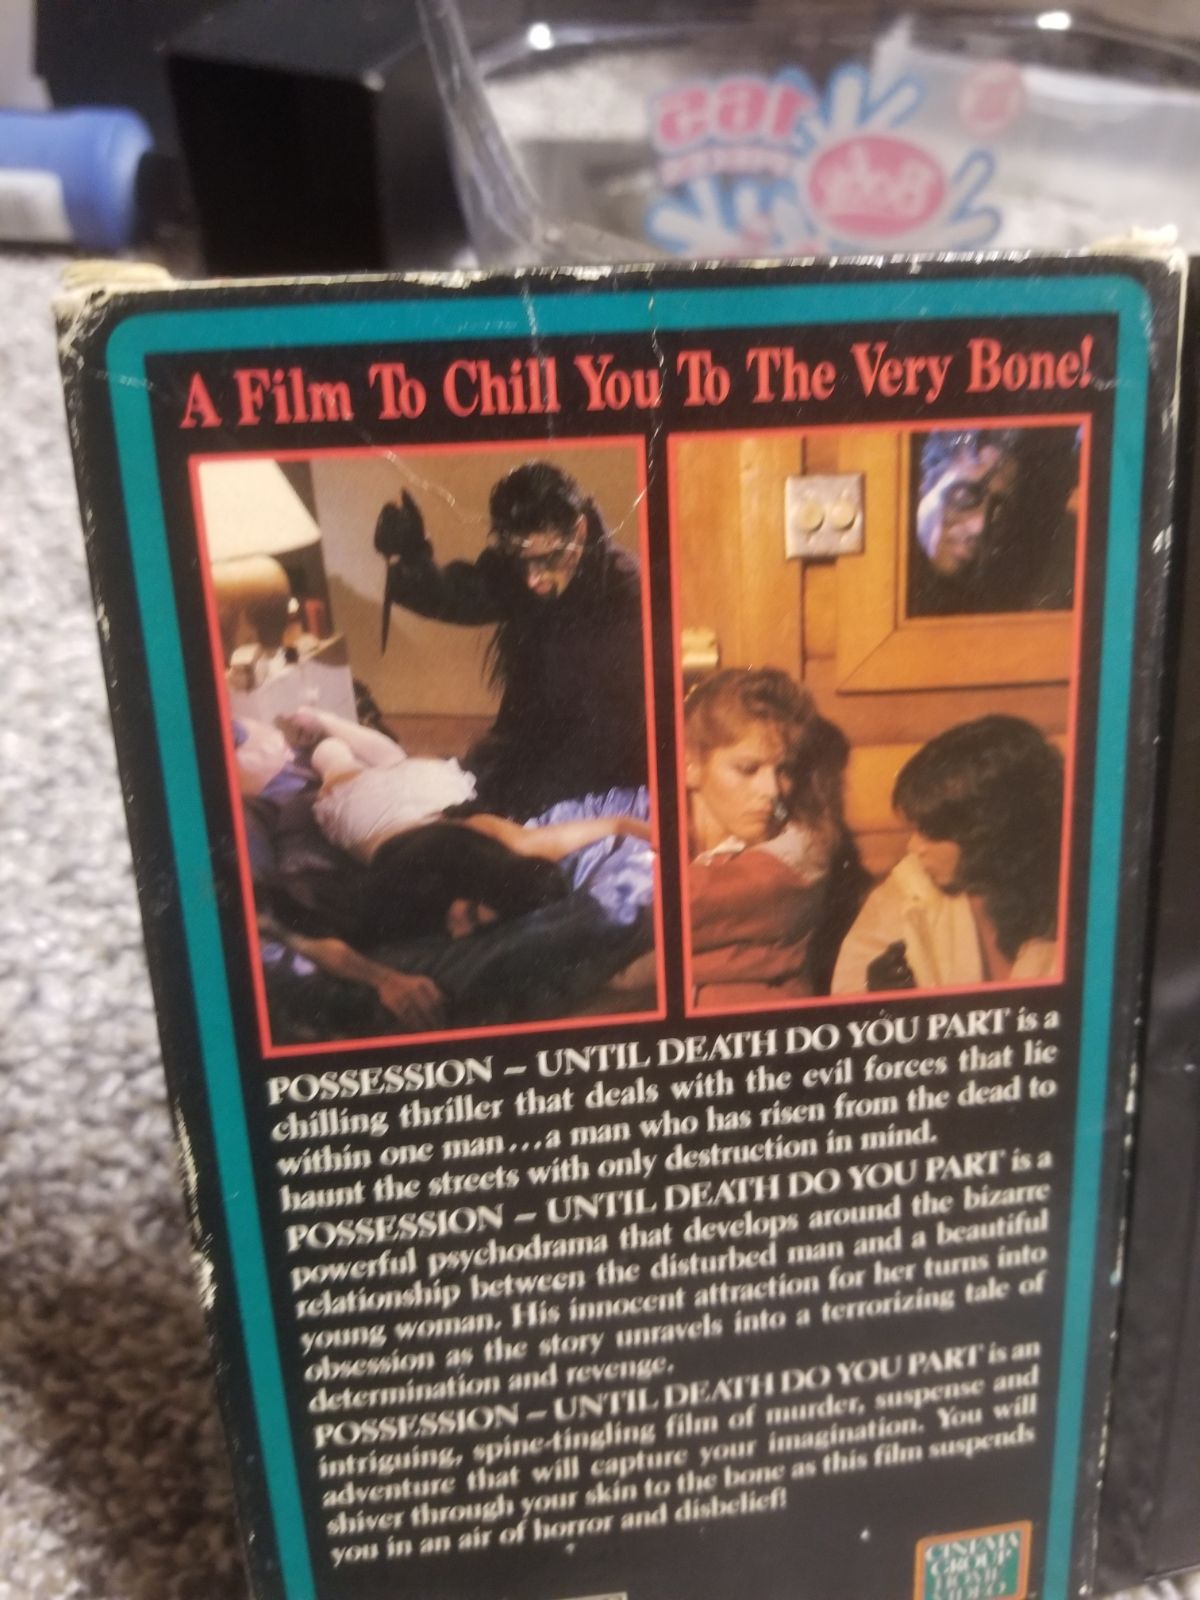 A Film To Chill You To The Very Bone!
POSSESSION – UNTIL DEATH DO YOU PART is a
chilling thriller that deals with the evil forces that lie
within one man...a man who has risen from the dead to
haunt the streets with only destruction in mind.
POSSESSION – UNTIL DEATH DO YOU PART is a
powerful psychodrama that develops around the bizarre
relationship between the disturbed man and a beautiful
young woman. His innocent attraction for her turns into
obsession as the story unravels into a terrorizing tale of
determination and revenge.
POSSESSION – UNTIL DEATH DO YOU PART is an
intriguing, spine-tingling film of murder, suspense and
adventure that will capture your imagination. You will
shiver through your skin to the bone as this film suspends
you in an air of horror and disbelief!
CINEMA
GROUP
HOME
VIDEO